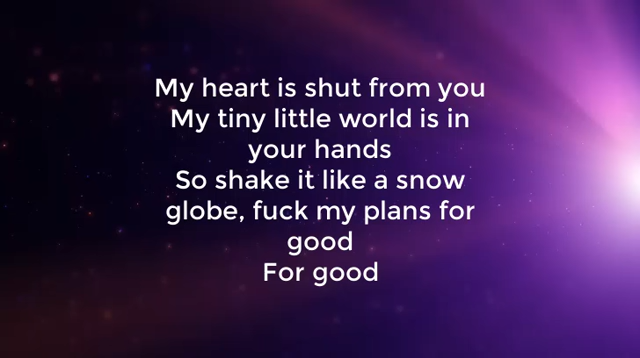 My heart is shut from you
My tiny little world is in
your hands
So shake it like a snow
globe, fuck my plans for
good
For good